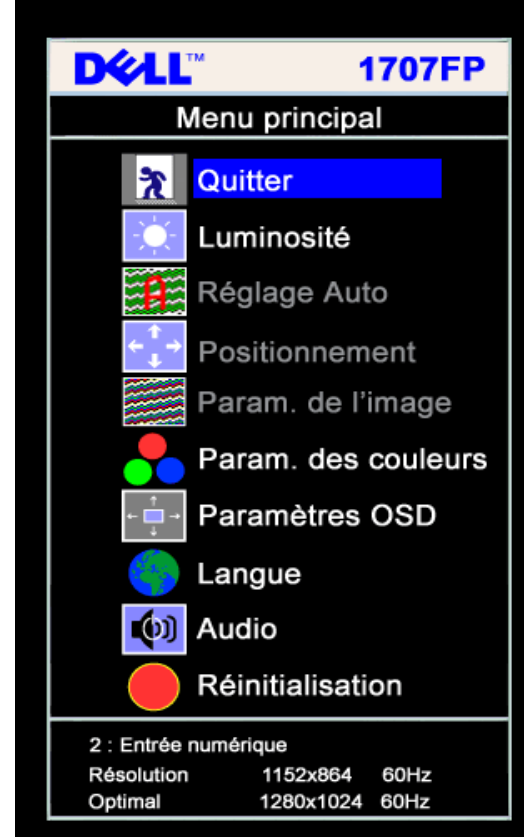 DELL™ 1707FP
Menu principal
Quitter
Luminosité
Réglage Auto
Positionnement
Param. de l'image
Param. des couleurs
Paramètres OSD
Langue
Audio
Réinitialisation
2 : Entrée numérique
Résolution 1152x864 60Hz
Optimal 1280x1024 60Hz